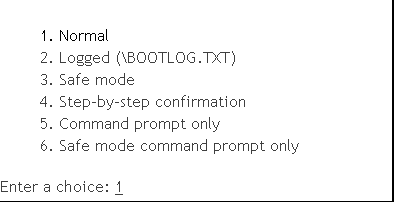 1. Normal
2. Logged (\BOOTLOG.TXT)
3. Safe mode
4. Step-by-step confirmation
5. Command prompt only
6. Safe mode command prompt only
Enter a choice: 1